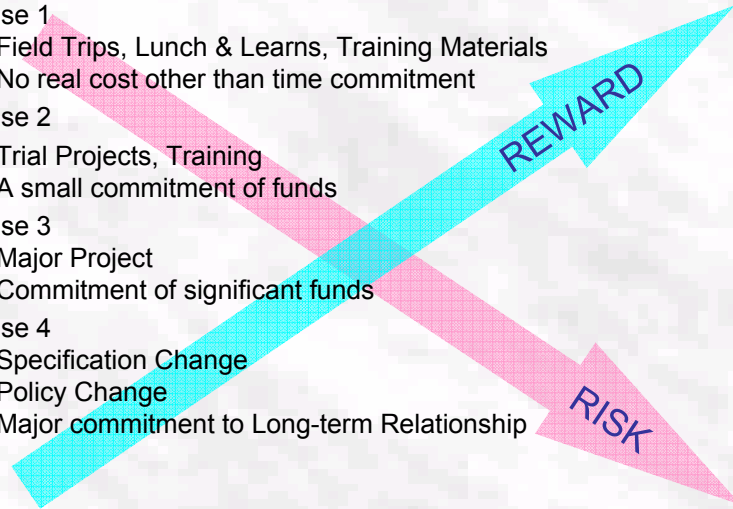 se 1
Field Trips, Lunch & Learns, Training Materials
No real cost other than time commitment
se 2
Trial Projects, Training
A small commitment of funds
se 3
Major Project
Commitment of significant funds
se 4
Specification Change
Policy Change
Major commitment to Long-term Relationship
REWARD
RISK